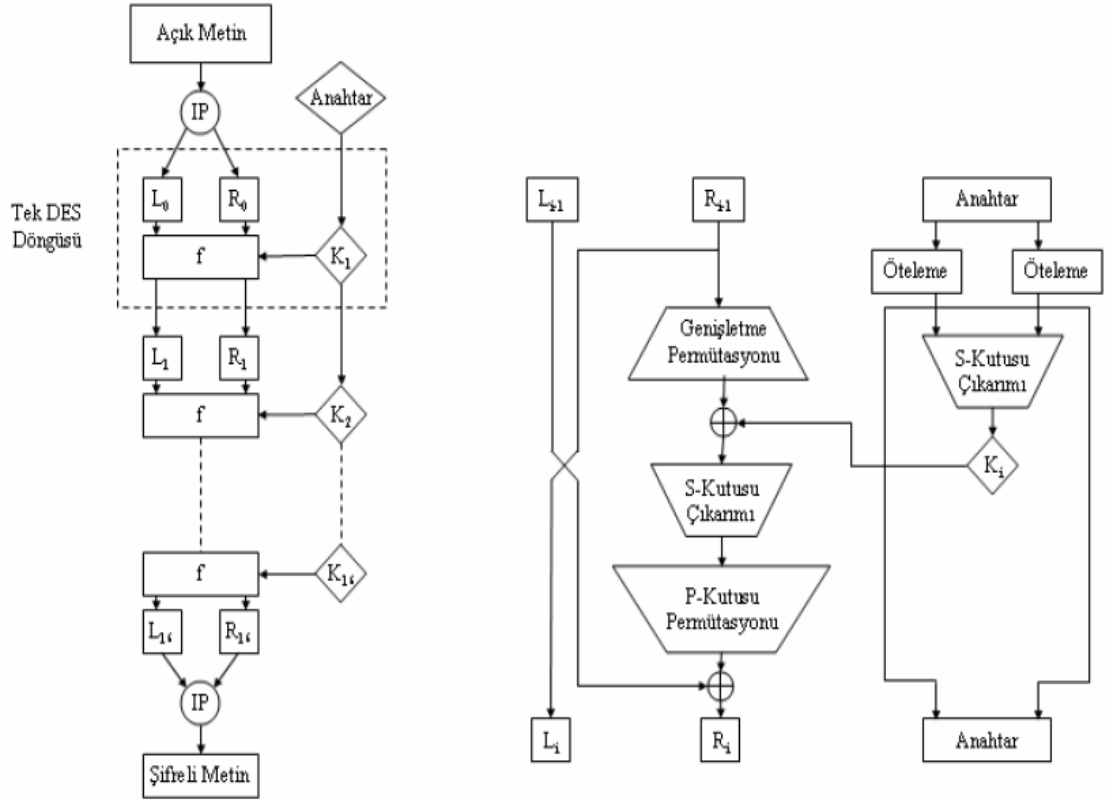 Açık Metin
IP
Anahtar
Tek DES
Döngüsü
L0
R0
f
K1
L1
R1
f
K2
f
K16
L16
R16
IP
Şifreli Metin
Li-1
Ri-1
Genişletme
Permütasyonu
S-Kutusu
Çıkarımı
P-Kutusu
Permütasyonu
Li
Ri
Anahtar
Öteleme
Öteleme
S-Kutusu
Çıkarımı
Ki
Anahtar